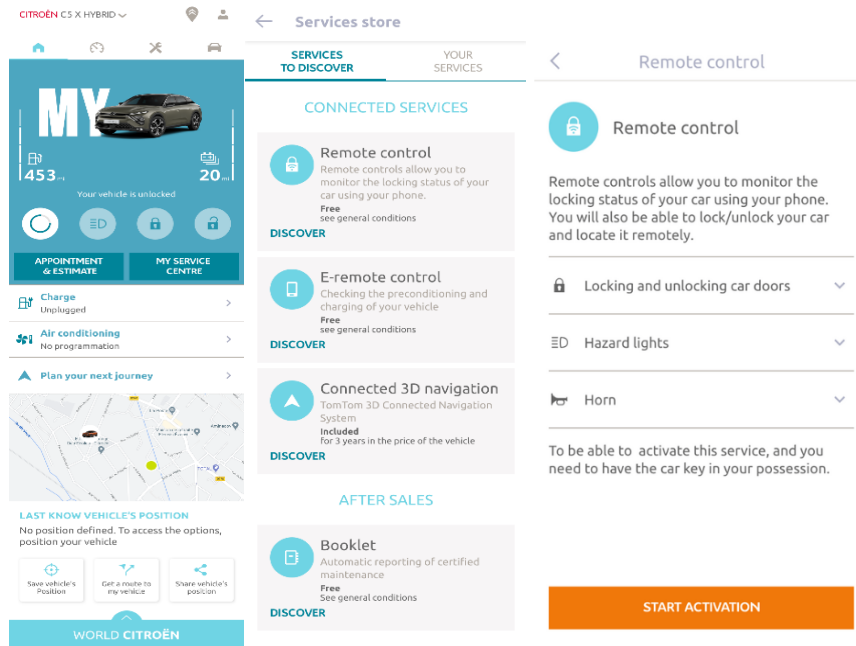 CITROËN C5 X HYBRID
MY
453 mi
20 mi
Your vehicle is unlocked
APPOINTMENT
& ESTIMATE
MY SERVICE
CENTRE
Charge
Unplugged
Air conditioning
No programmation
Plan your next journey
TOTAL
LAST KNOW VEHICLE'S POSITION
No position defined. To access the options,
position your vehicle
Save vehicle's
Position
Get a route to
my vehicle
Share vehicle's
position
WORLD CITROËN
Services store
SERVICES
TO DISCOVER
YOUR
SERVICES
CONNECTED SERVICES
Remote control
Remote controls allow you to
monitor the locking status of your
car using your phone.
Free
see general conditions
DISCOVER
E-remote control
Checking the preconditioning and
charging of your vehicle
Free
see general conditions
DISCOVER
Connected 3D navigation
TomTom 3D Connected Navigation
System
Included
for 3 years in the price of the vehicle
DISCOVER
AFTER SALES
Booklet
Automatic reporting of certified
maintenance
Free
See general conditions
DISCOVER
Remote control
Remote control
Remote controls allow you to monitor the
locking status of your car using your phone.
You will also be able to lock/unlock your car
and locate it remotely.
Locking and unlocking car doors
Hazard lights
Horn
To be able to activate this service, and you
need to have the car key in your possession.
START ACTIVATION